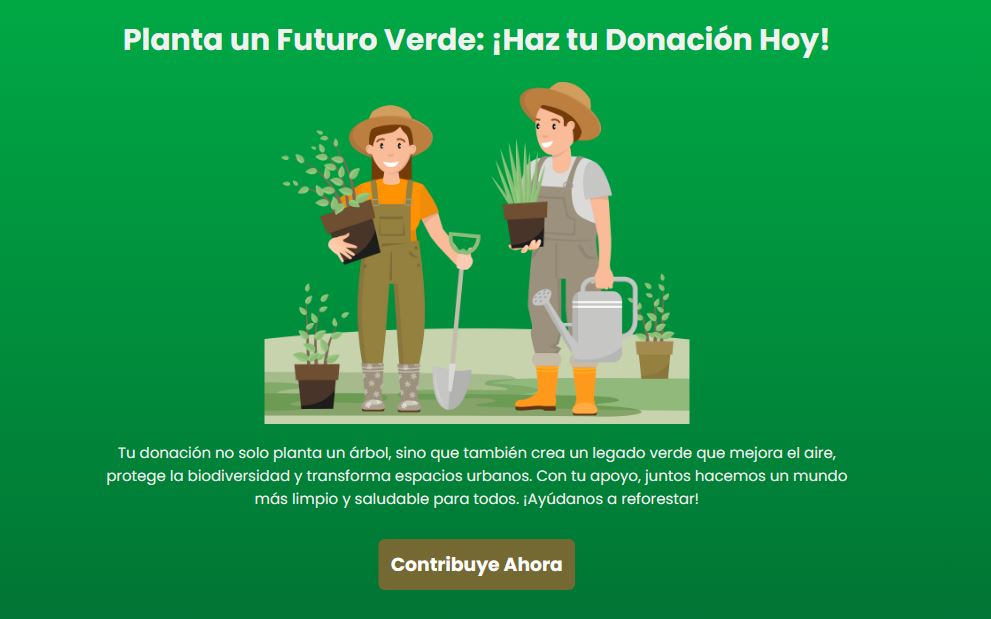 Planta un Futuro Verde: ¡Haz tu Donación Hoy!
Tu donación no solo planta un árbol, sino que también crea un legado verde que mejora el aire,
protege la biodiversidad y transforma espacios urbanos. Con tu apoyo, juntos hacemos un mundo
más limpio y saludable para todos. ¡Ayúdanos a reforestar!
Contribuye Ahora